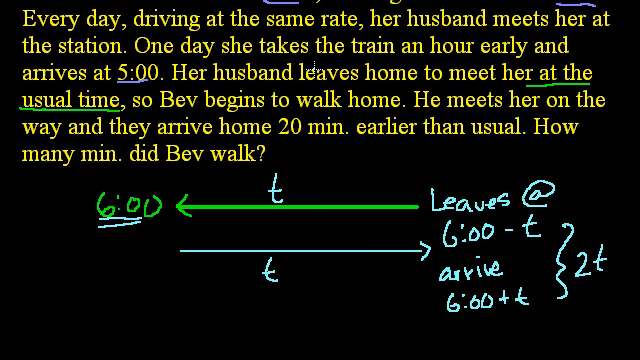 Every day, driving at the same rate, her husband meets her at
the station. One day she takes the train an hour early and
arrives at 5:00. Her husband leaves home to meet her at the
usual time, so Bev begins to walk home. He meets her on the
way and they arrive home 20 min. earlier than usual. How
many min. did Bev walk?
6:00 t Leaves @
6:00 - t
t arrive 2t
6:00 + t